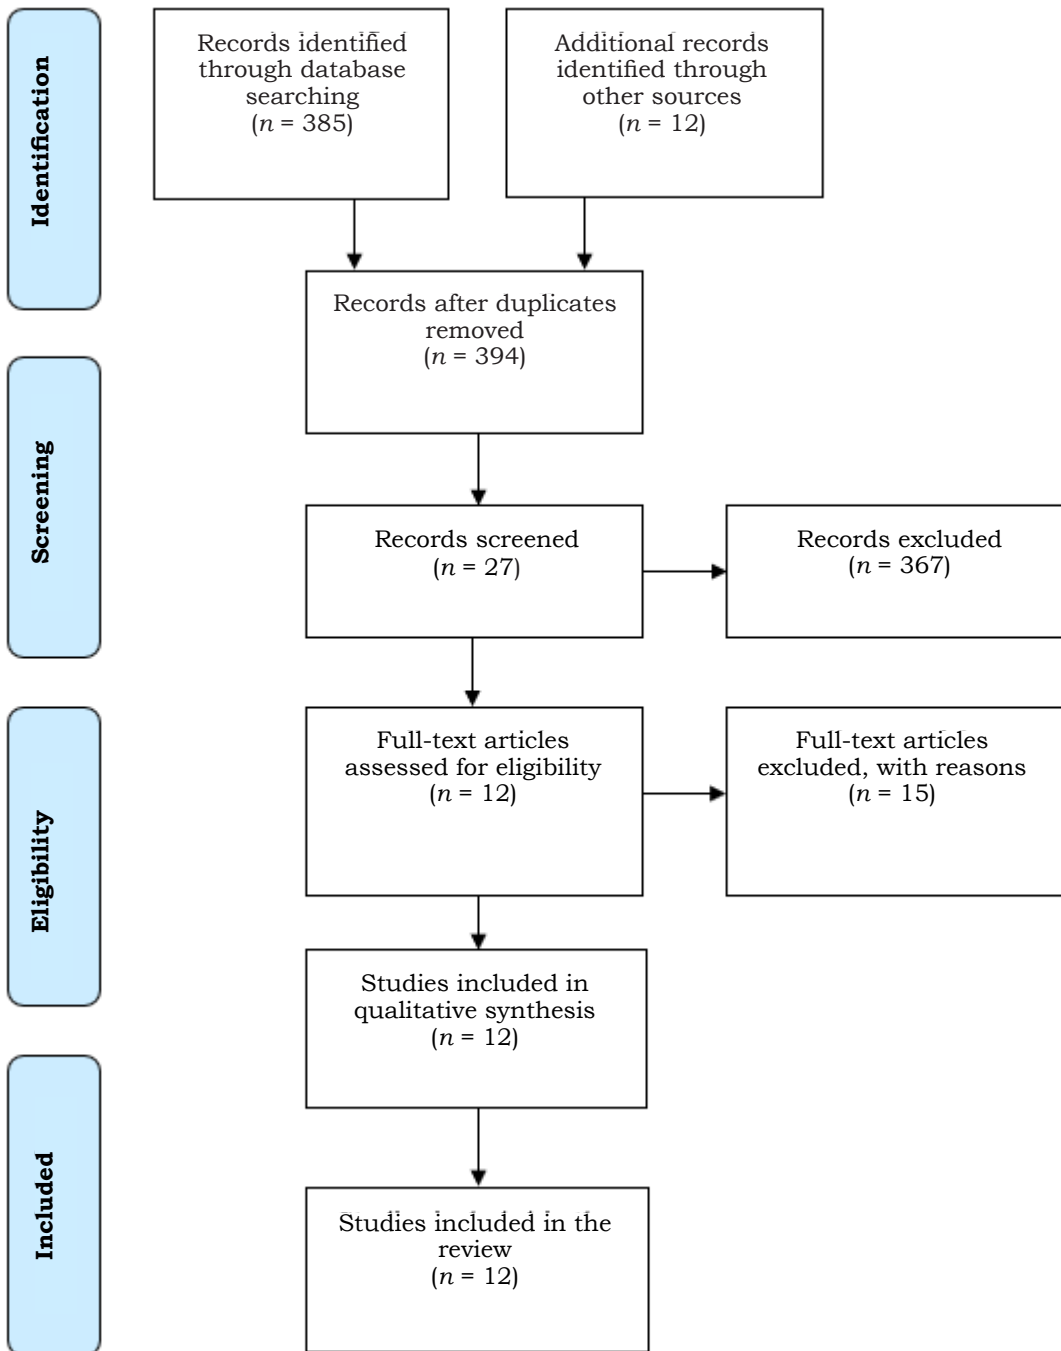 Identification
Records identified
through database
searching
(n = 385)
Additional records
identified through
other sources
(n = 12)
Records after duplicates
removed
(n = 394)
Screening
Records screened
(n = 27)
Records excluded
(n = 367)
Eligibility
Full-text articles
assessed for eligibility
(n = 12)
Full-text articles
excluded, with reasons
(n = 15)
Studies included in
qualitative synthesis
(n = 12)
Included
Studies included in the
review
(n = 12)